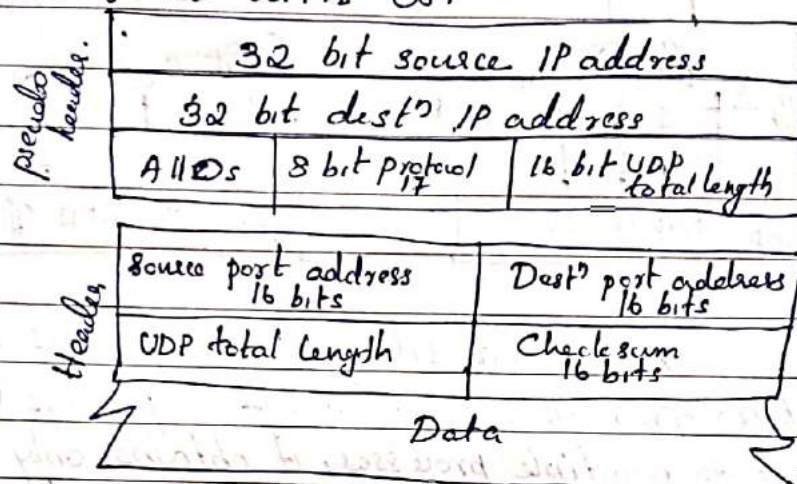 pseudo header.
32 bit source IP address
32 bit destn IP address
All 0s 8 bit Protocol 17 16 bit UDP total length
Header
Source port address 16 bits Destn port address 16 bits
UDP total length Checksum 16 bits
Data